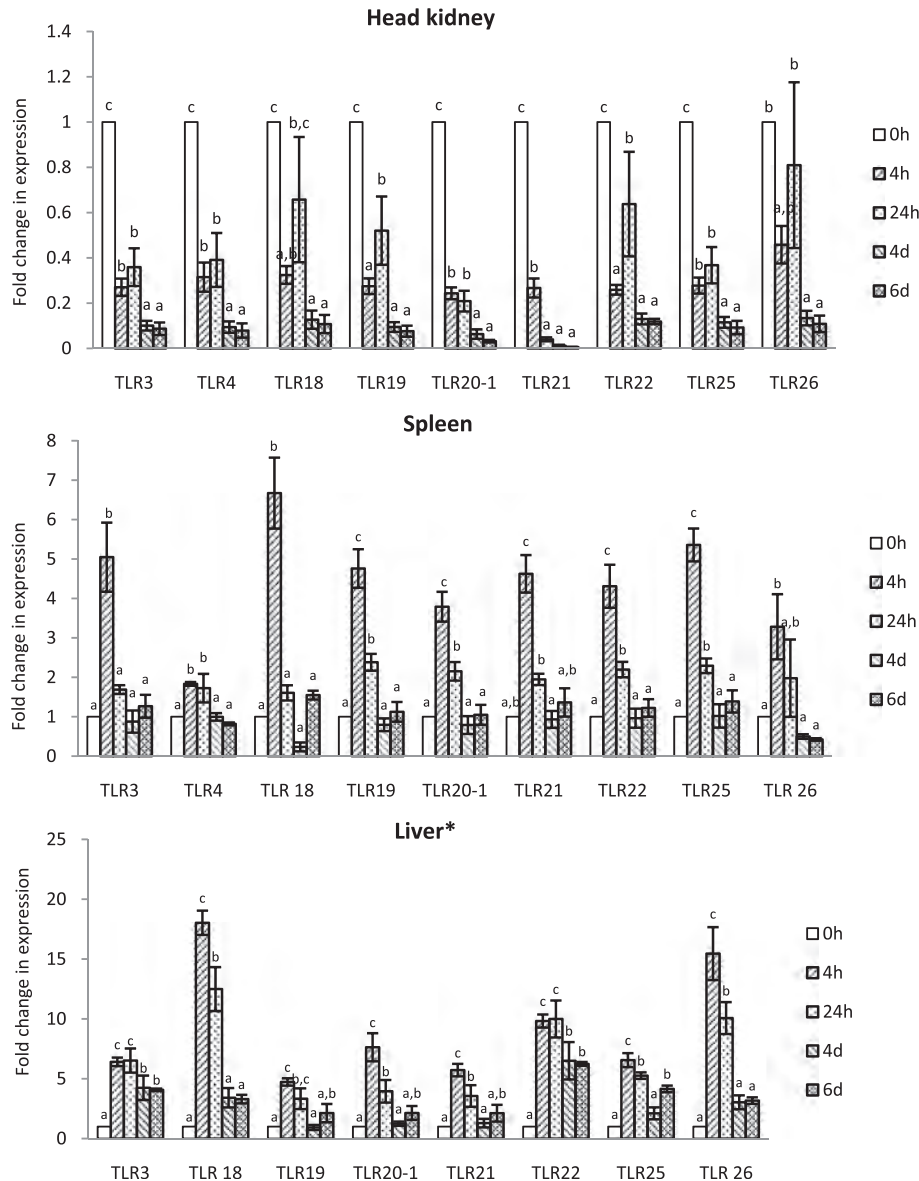 Head kidney
Fold change in expression
1.4
1.2
1
0.8
0.6
0.4
0.2
0
c b b a a
c b b a a
c a,b b,c a a
c a b a a
c b b a a
c b a a a
c a b a a
c b b a a
b a, b a a
TLR3 TLR4 TLR18 TLR19 TLR20-1 TLR21 TLR22 TLR25 TLR26
0h
4h
24h
4d
6d
Spleen
Fold change in expression
8
7
6
5
4
3
2
1
0
a b a a a
a b b a a
a b a a a
a c b a a
a c b a a
a,b c b a a,b
a c b a a
a c b a a
a b a,b a a
TLR3 TLR4 TLR 18 TLR19 TLR20-1 TLR21 TLR22 TLR25 TLR 26
0h
4h
24h
4d
6d
Liver*
Fold change in expression
25
20
15
10
5
0
a c c b b
a c b a a
a c b,c a a,b
a c b a a,b
a c b a a,b
a c c b b
a c b a b
a c b a a
TLR3 TLR 18 TLR19 TLR20-1 TLR21 TLR22 TLR25 TLR 26
0h
4h
24h
4d
6d